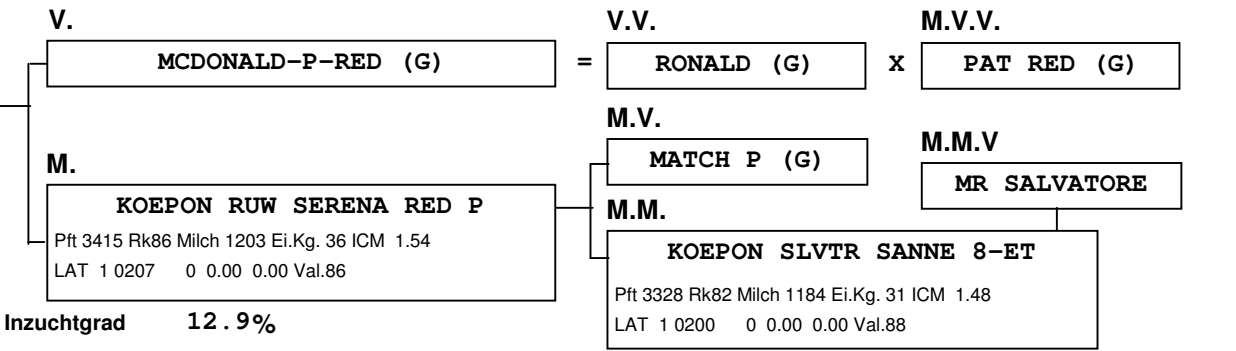 V.
V.V.
M.V.V.
MCDONALD-P-RED (G)
=
RONALD (G)
X
PAT RED (G)
M.V.
MATCH P (G)
M.M.V
MR SALVATORE
M.
KOEPON RUW SERENA RED P
Pft 3415 Rk86 Milch 1203 Ei.Kg. 36 ICM 1.54
LAT 1 0207 0 0.00 0.00 Val.86
M.M.
KOEPON SLVTR SANNE 8-ET
Pft 3328 Rk82 Milch 1184 Ei.Kg. 31 ICM 1.48
LAT 1 0200 0 0.00 0.00 Val.88
Inzuchtgrad 12.9%